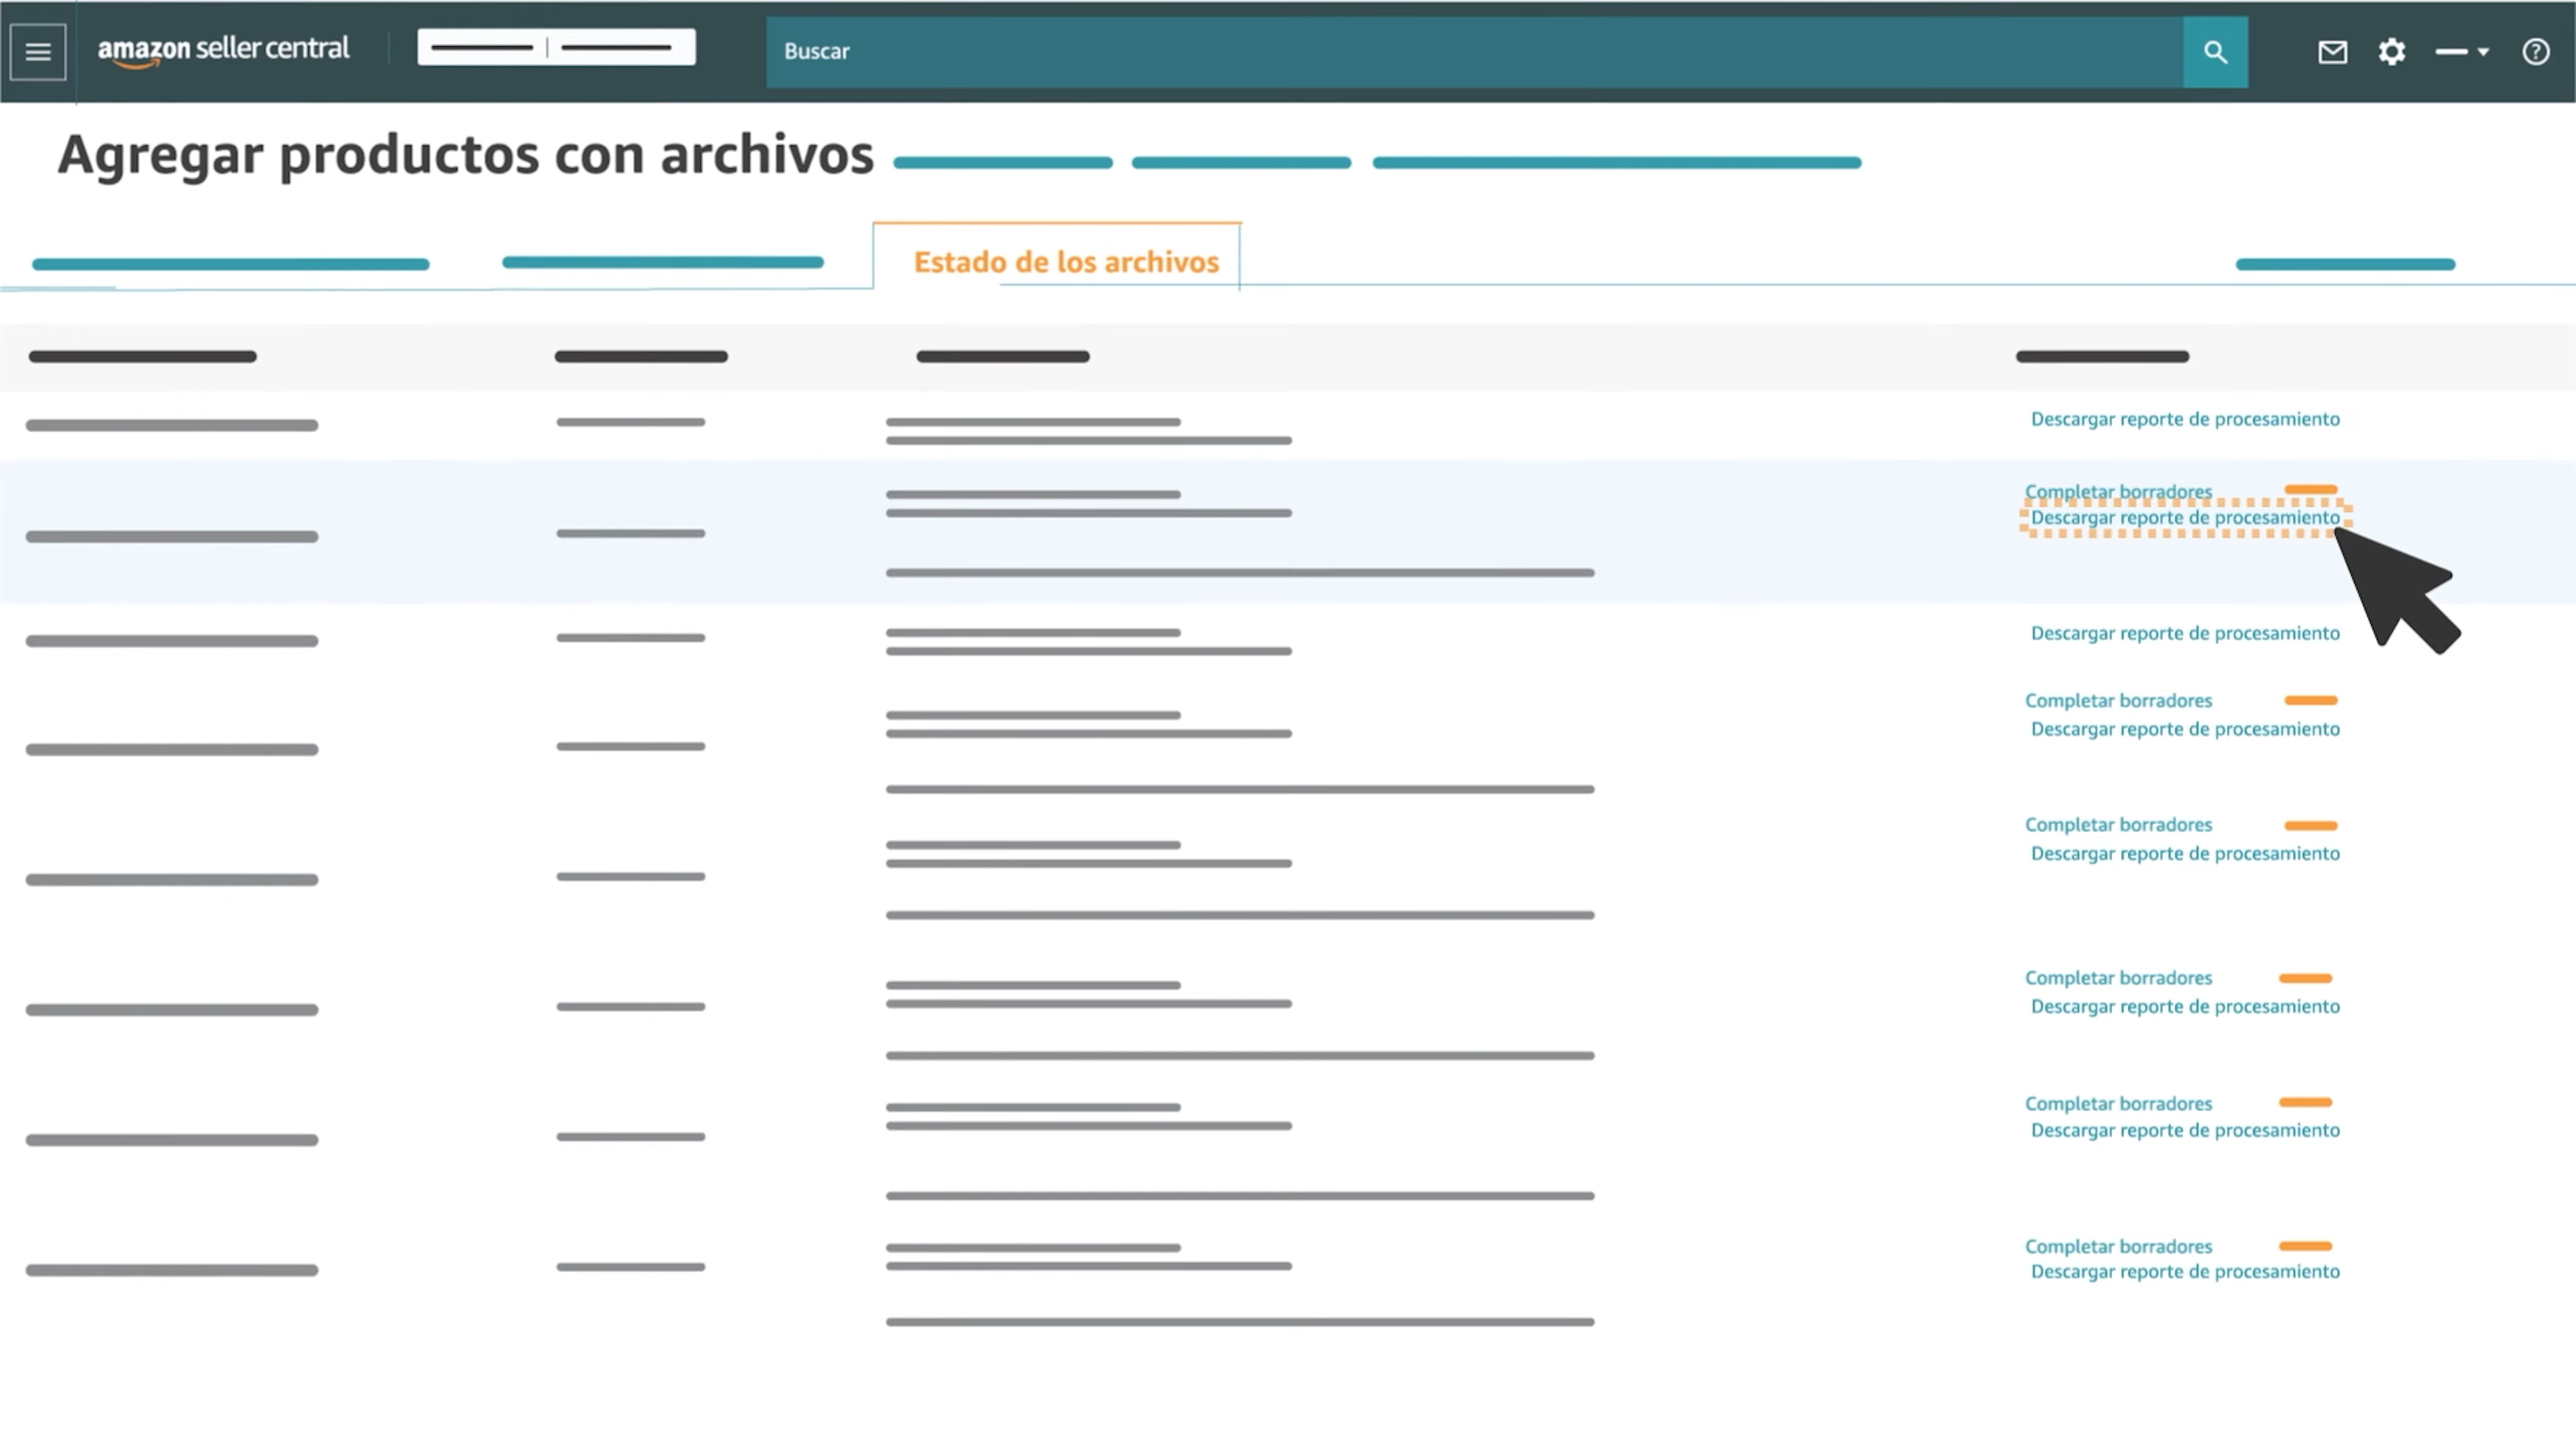 amazon seller central
Buscar
Agregar productos con archivos
Estado de los archivos
Descargar reporte de procesamiento
Completar borradores
Descargar reporte de procesamiento
Descargar reporte de procesamiento
Completar borradores
Descargar reporte de procesamiento
Completar borradores
Descargar reporte de procesamiento
Completar borradores
Descargar reporte de procesamiento
Completar borradores
Descargar reporte de procesamiento
Completar borradores
Descargar reporte de procesamiento